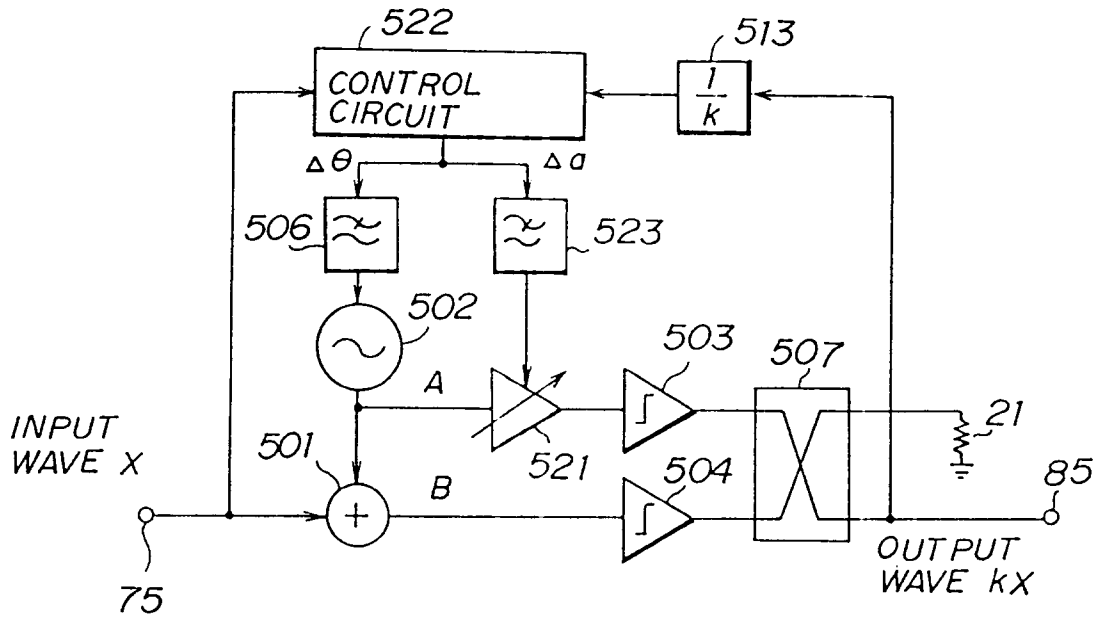 522
513
CONTROL
CIRCUIT
1
k
Δθ
Δa
506
523
502
503
507
A
INPUT
WAVE X
501
521
21
B
504
85
+
OUTPUT
WAVE kX
75